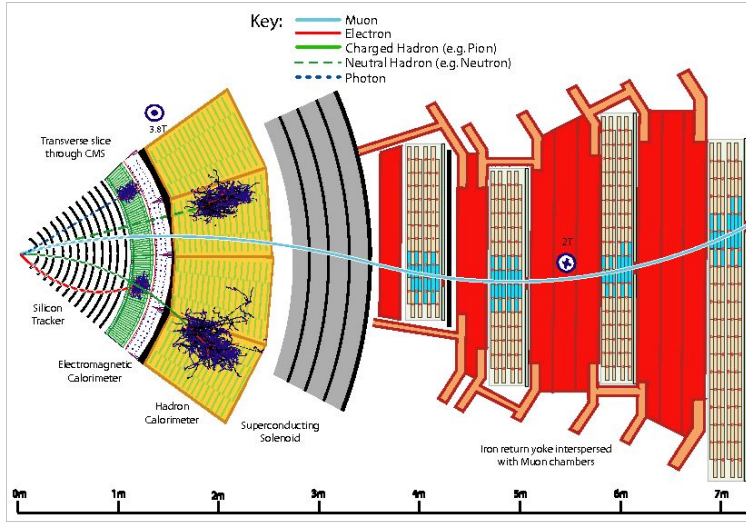 Key:
Muon
Electron
Charged Hadron (e.g. Pion)
Neutral Hadron (e.g. Neutron)
Photon
3.8T
Transverse slice
through CMS
2T
Silicon
Tracker
Electromagnetic
Calorimeter
Hadron
Calorimeter
Superconducting
Solenoid
Iron return yoke interspersed
with Muon chambers
0m
1m
2m
3m
4m
5m
6m
7m